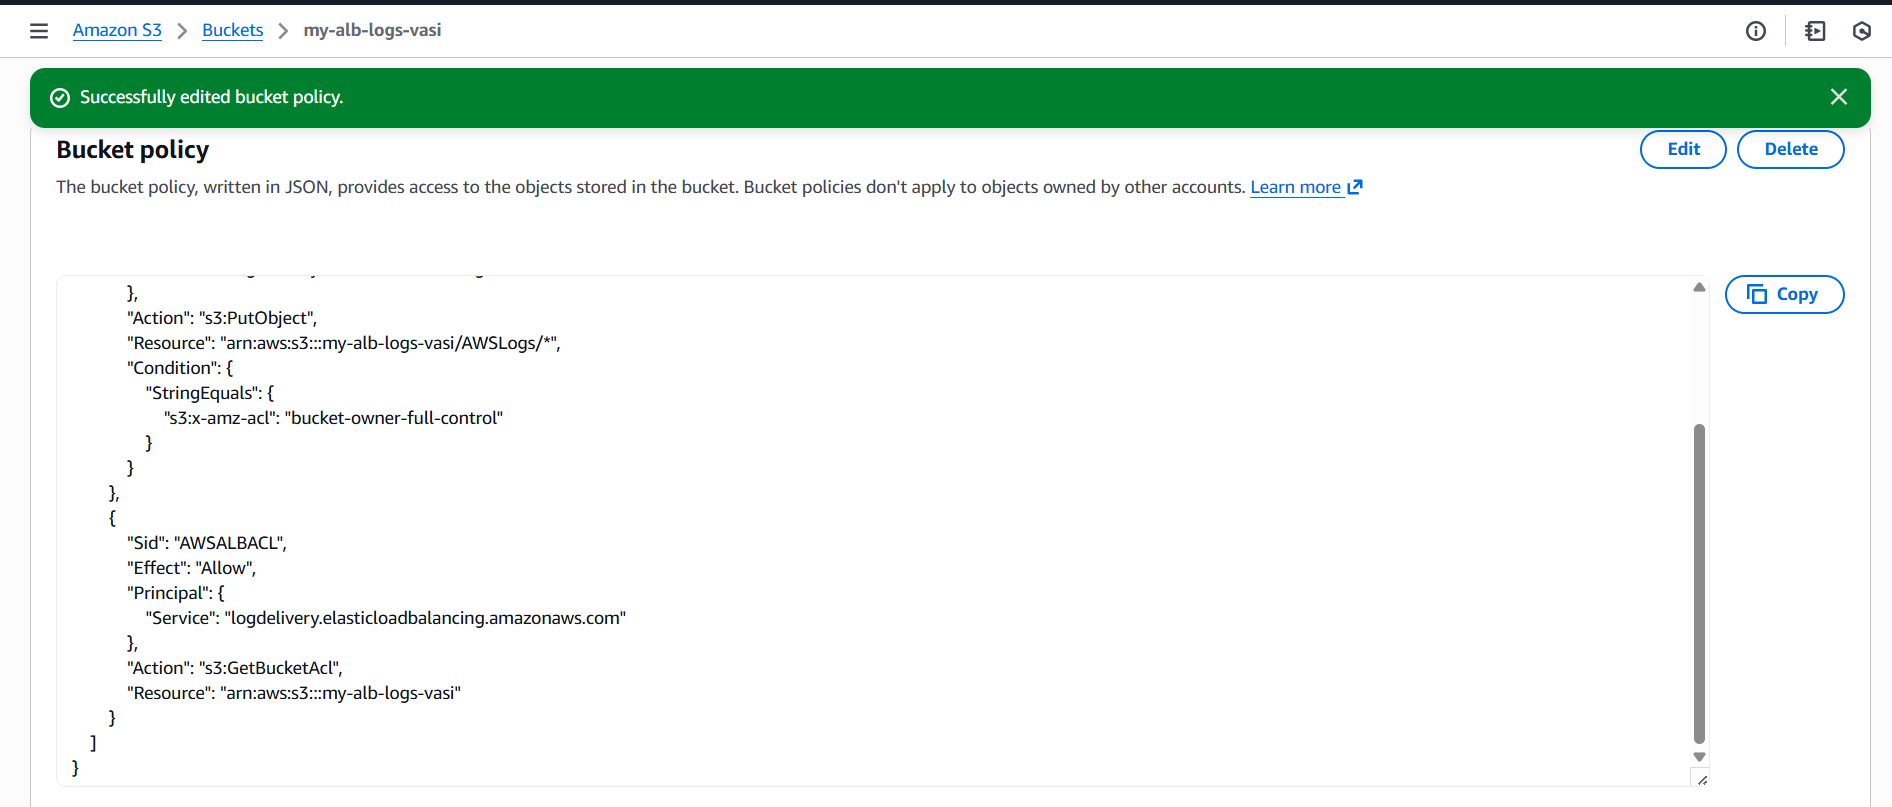 Amazon S3 > Buckets > my-alb-logs-vasi
Successfully edited bucket policy.
Bucket policy
Edit
Delete
The bucket policy, written in JSON, provides access to the objects stored in the bucket. Bucket policies don't apply to objects owned by other accounts. Learn more
Copy
},
"Action": "s3:PutObject",
"Resource": "arn:aws:s3:::my-alb-logs-vasi/AWSLogs/*",
"Condition": {
"StringEquals": {
"s3:x-amz-acl": "bucket-owner-full-control"
}
}
},
{
"Sid": "AWSALBACL",
"Effect": "Allow",
"Principal": {
"Service": "logdelivery.elasticloadbalancing.amazonaws.com"
},
"Action": "s3:GetBucketAcl",
"Resource": "arn:aws:s3:::my-alb-logs-vasi"
}
]
}